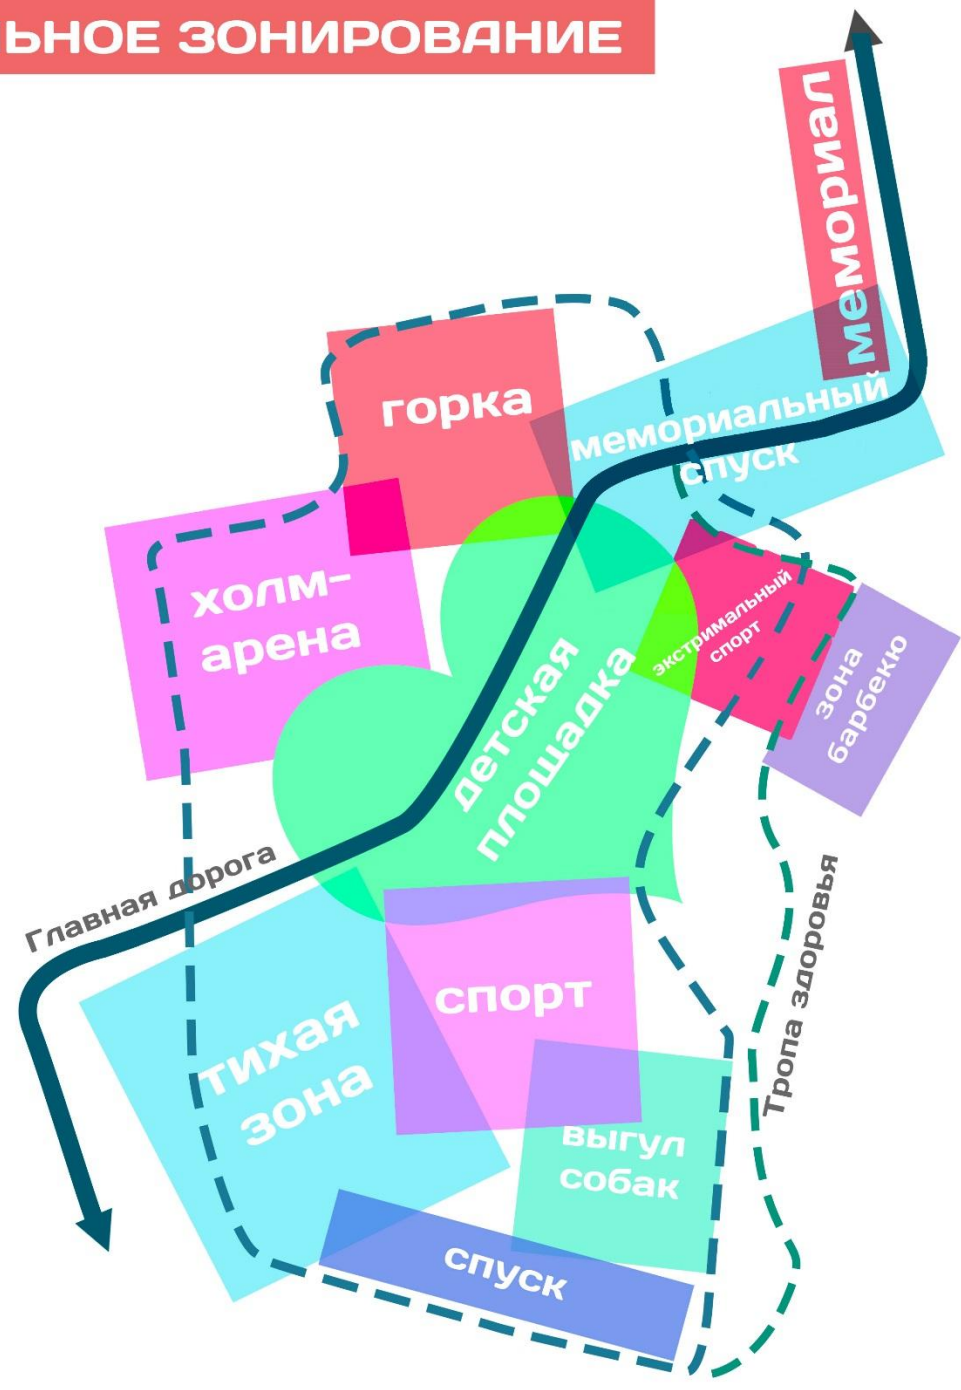 ЬНОЕ ЗОНИРОВАНИЕ
мемориал
горка
мемориальный
спуск
холм-
арена
экстримальный
спорт
зона
барбекю
детская
площадка
Главная дорога
Тропа здоровья
спорт
тихая
зона
выгул
собак
спуск